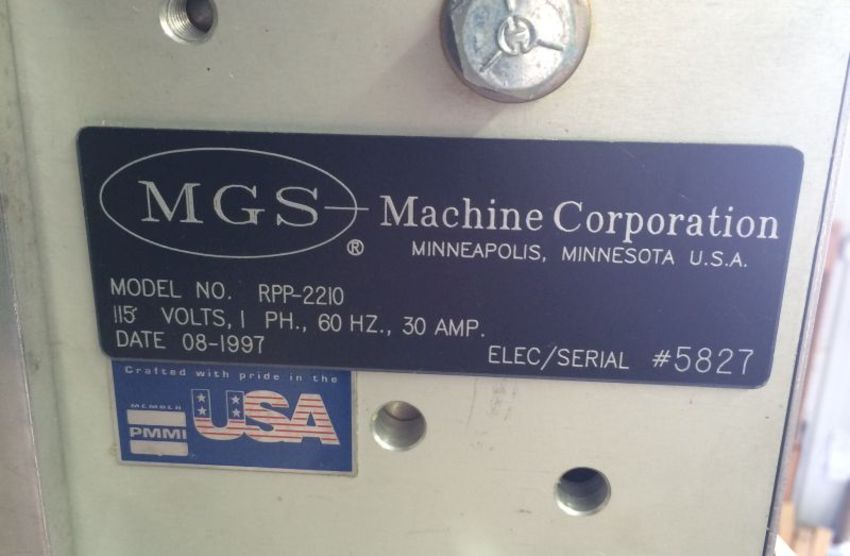 MGS
®
Machine Corporation
MINNEAPOLIS, MINNESOTA U.S.A.
MODEL NO. RPP-2210
115 VOLTS, 1 PH., 60 HZ., 30 AMP.
DATE 08-1997
ELEC/SERIAL #5827
Crafted with pride in the
USA
MEMBER
PMMI